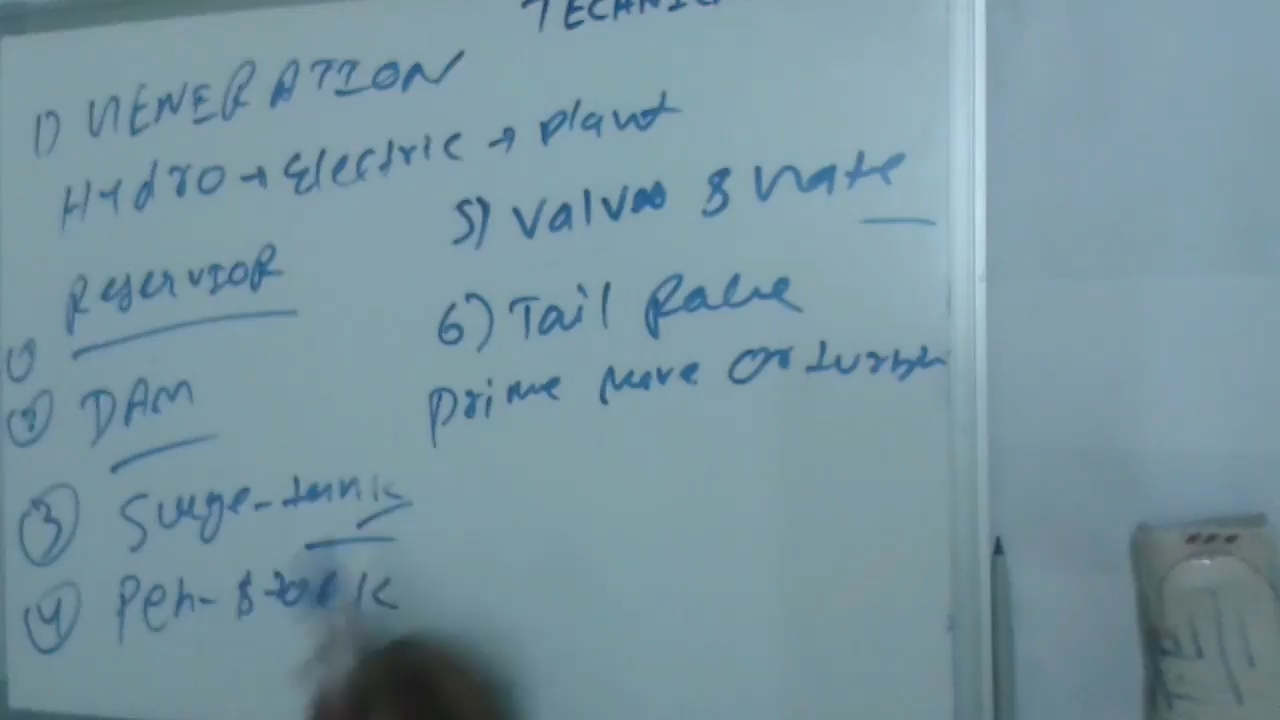 TECHNIC
1) GENERATION
Hydro → Electric → plant
① Reservior
② DAM
③ Surge-tank
④ Pen-stock
5) Valves & Gate
6) Tail Race
Prime move or turbin